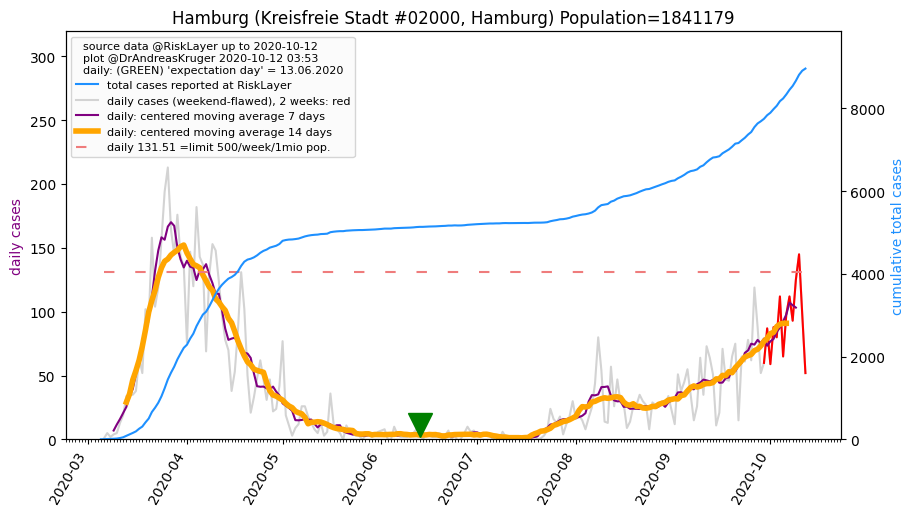 Hamburg (Kreisfreie Stadt #02000, Hamburg) Population=1841179
source data @RiskLayer up to 2020-10-12
plot @DrAndreasKruger 2020-10-12 03:53
daily: (GREEN) 'expectation day' = 13.06.2020
total cases reported at RiskLayer
daily cases (weekend-flawed), 2 weeks: red
daily: centered moving average 7 days
daily: centered moving average 14 days
daily 131.51 =limit 500/week/1mio pop.
daily cases
300
250
200
150
100
50
0
cumulative total cases
8000
6000
4000
2000
0
2020-03
2020-04
2020-05
2020-06
2020-07
2020-08
2020-09
2020-10